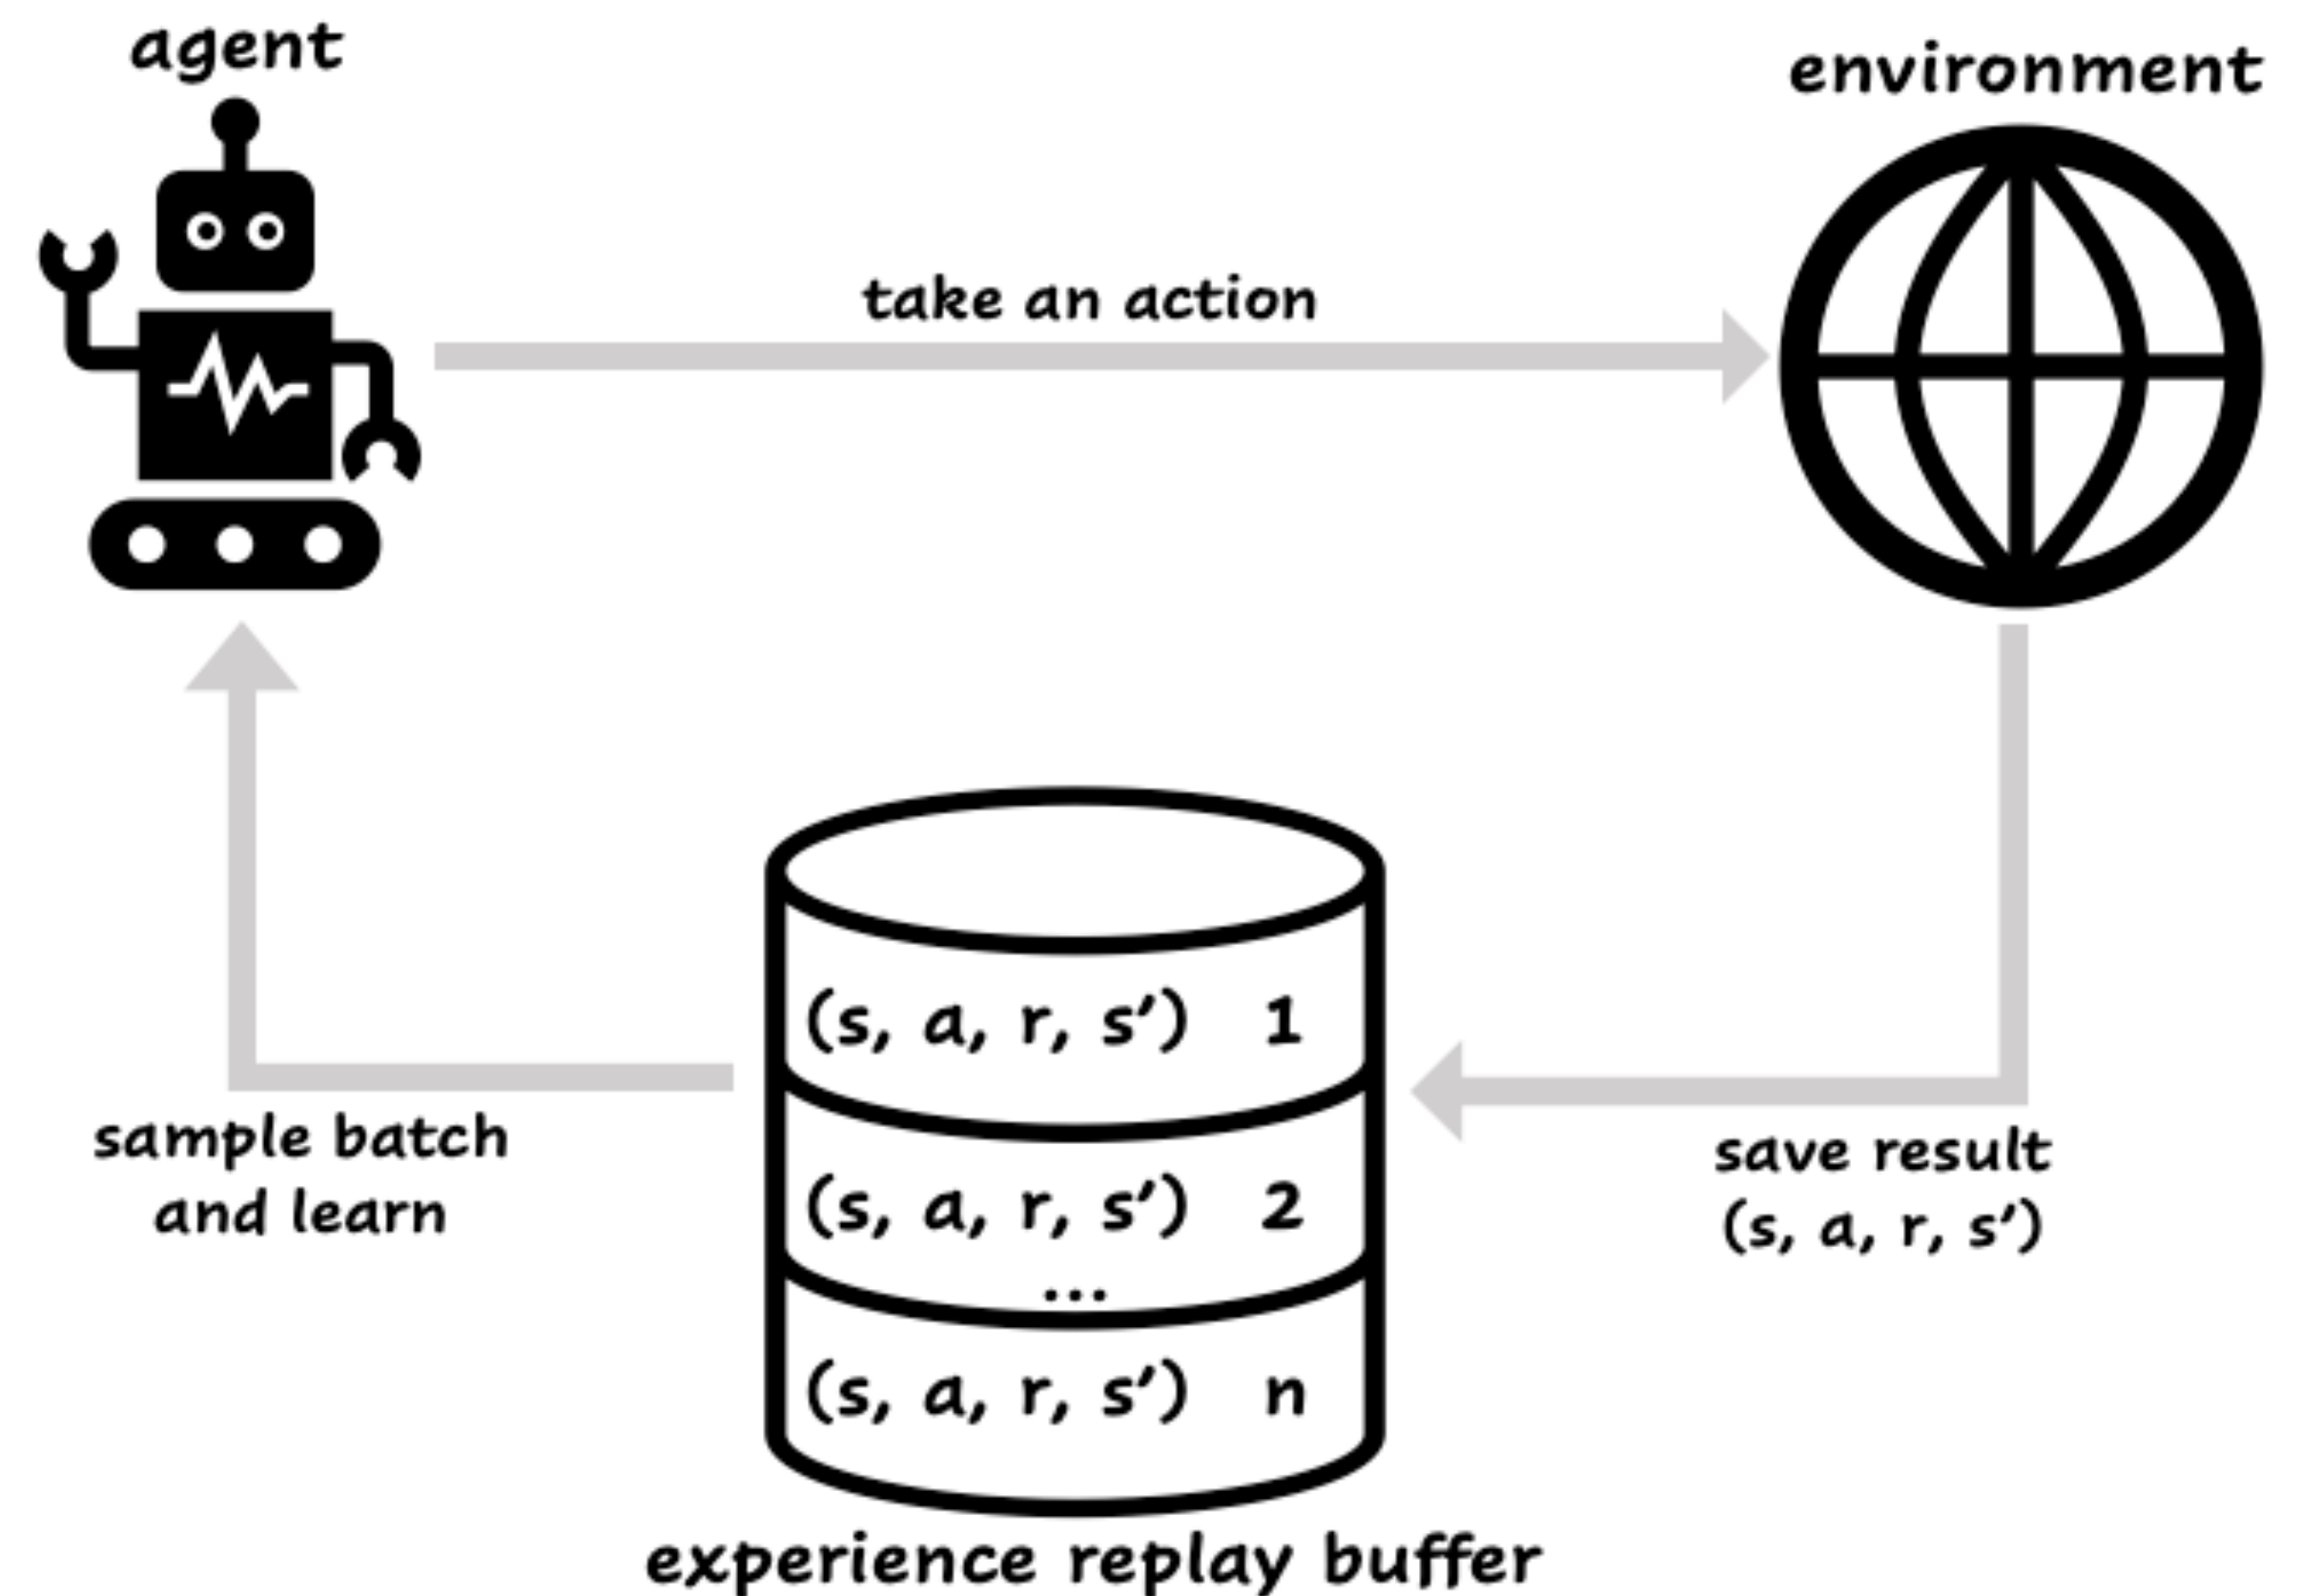 agent
environment
take an action
(s, a, r, s’) 1
(s, a, r, s’) 2
...
(s, a, r, s’) n
sample batch
and learn
save result
(s, a, r, s’)
experience replay buffer